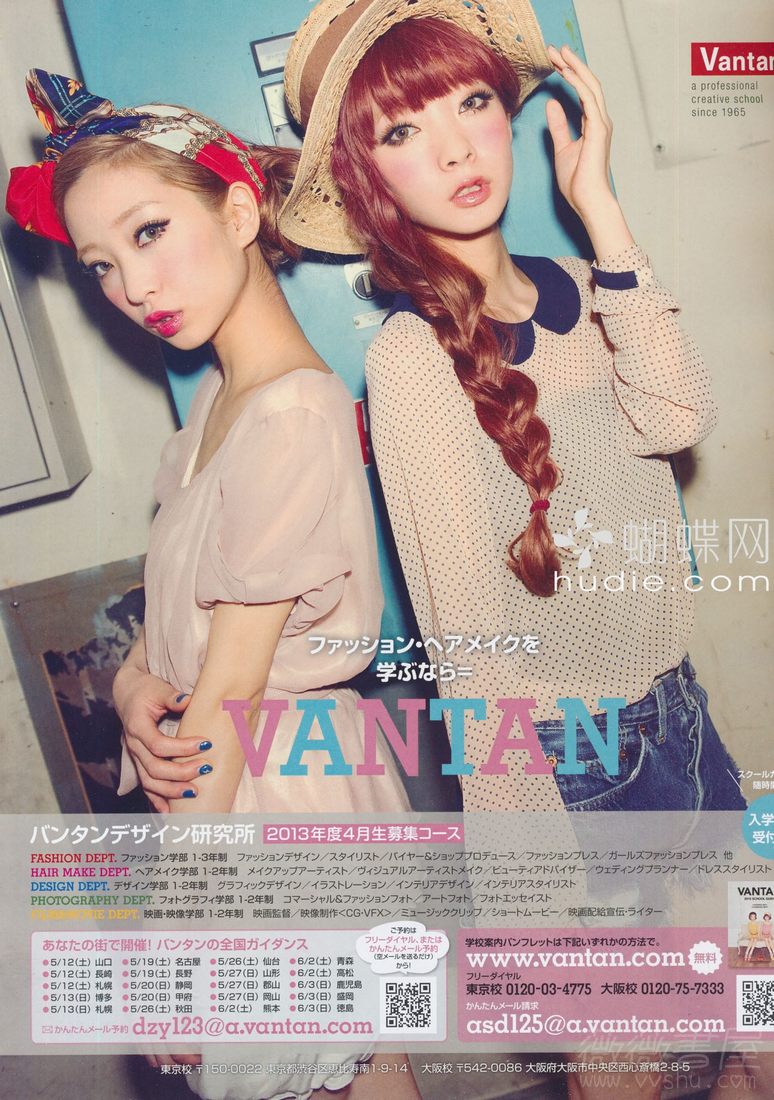 Vantan
a professional
creative school
since 1965
蝴蝶网
hudie.com
ファッション・ヘアメイクを
学ぶなら=
VANTAN
スクールガ
随時開
入学
受付
バンタンデザイン研究所 2013年度4月生募集コース
FASHION DEPT. ファッション学部 1-3年制 ファッションデザイン／スタイリスト／バイヤー&ショッププロデュース／ファッションプレス／ガールズファッションプレス 他
HAIR MAKE DEPT. ヘアメイク学部 1-2年制 メイクアップアーティスト／ヴィジュアルアーティストメイク／ビューティアドバイザー／ウェディングプランナー／ドレススタイリスト
DESIGN DEPT. デザイン学部 1-2年制 グラフィックデザイン／イラストレーション／インテリアデザイン／インテリアスタイリスト
PHOTOGRAPHY DEPT. フォトグラフィ学部 1-2年制 コマーシャル&ファッションフォト／アートフォト／フォトエッセイスト
FILM&MOVIE DEPT. 映画・映像学部 1-2年制 映画監督／映像制作<CG・VFX>／ミュージッククリップ／ショートムービー／映画配給宣伝・ライター
あなたの街で開催! バンタンの全国ガイダンス
●5/12(土) 山口 ●5/19(土) 名古屋 ●5/26(土) 仙台 ●6/2(土) 青森
●5/12(土) 長崎 ●5/19(土) 長野 ●5/27(日) 山形 ●6/2(土) 高松
●5/12(土) 札幌 ●5/20(日) 静岡 ●5/27(日) 郡山 ●6/3(日) 鹿児島
●5/13(日) 博多 ●5/20(日) 甲府 ●5/27(日) 岡山 ●6/3(日) 盛岡
●5/13(日) 札幌 ●5/26(土) 秋田 ●6/2(土) 熊本 ●6/3(日) 徳島
ご予約は
フリーダイヤル、または
かんたんメール予約
(空メールを送るだけ)
から!
かんたんメール予約 dzy123@a.vantan.com
学校案内パンフレットは下記いずれかの方法で。
www.vantan.com 無料
フリーダイヤル
東京校 0120-03-4775 大阪校 0120-75-7333
かんたんメール請求
asd125@a.vantan.com
VANTA
東京校 〒150-0022 東京都渋谷区恵比寿南1-9-14 大阪校 〒542-0086 大阪府大阪市中央区西心斎橋2-8-5
微微書屋
www.vvshu.com